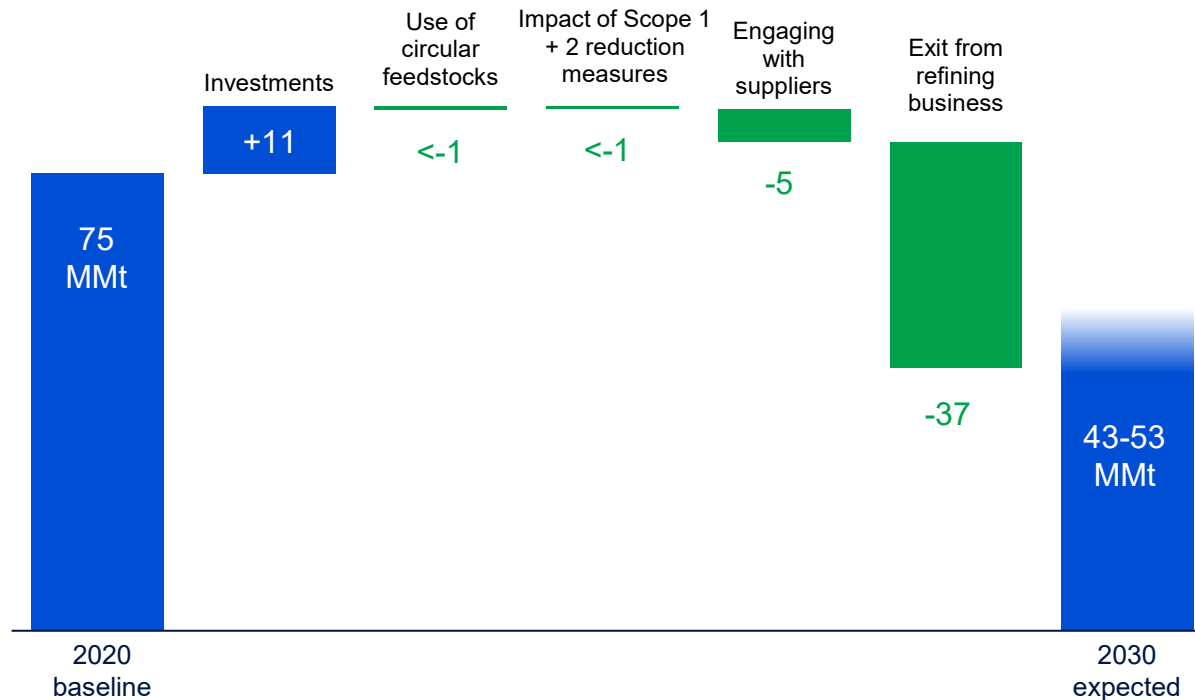 Investments
+11
Use of
circular
feedstocks
<-1
Impact of Scope 1
+ 2 reduction
measures
<-1
Engaging
with
suppliers
-5
Exit from
refining
business
-37
75
MMt
43-53
MMt
2020
baseline
2030
expected